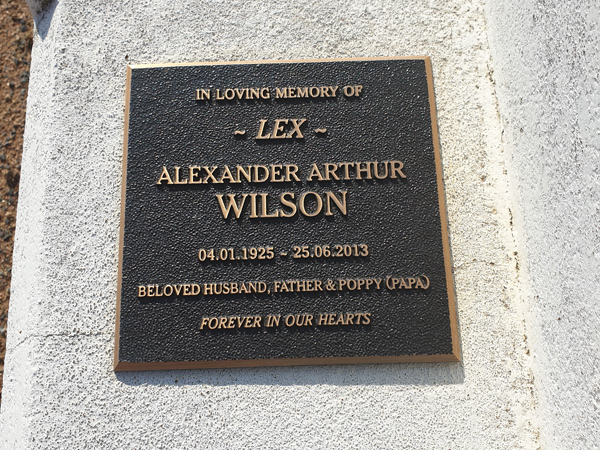 IN LOVING MEMORY OF
~ LEX ~
ALEXANDER ARTHUR
WILSON
04.01.1925 ~ 25.06.2013
BELOVED HUSBAND, FATHER & POPPY (PAPA)
FOREVER IN OUR HEARTS